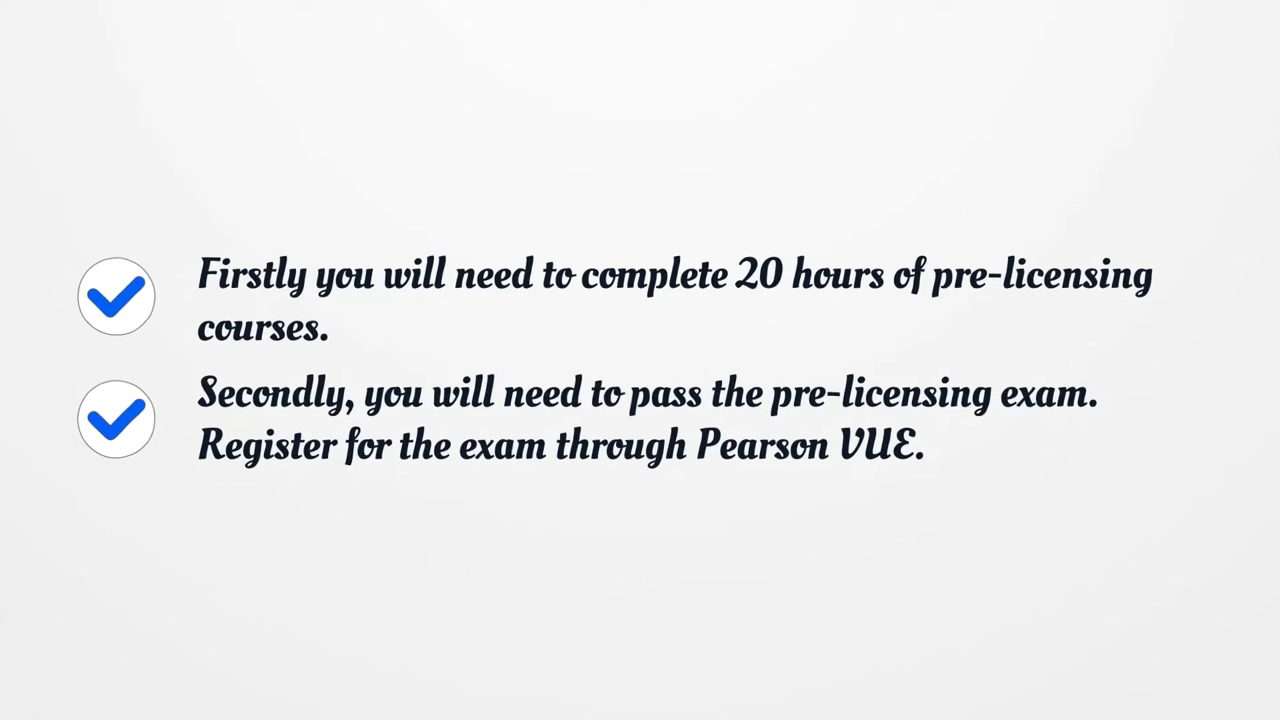 Firstly you will need to complete 20 hours of pre-licensing
courses.
Secondly, you will need to pass the pre-licensing exam.
Register for the exam through Pearson VUE.